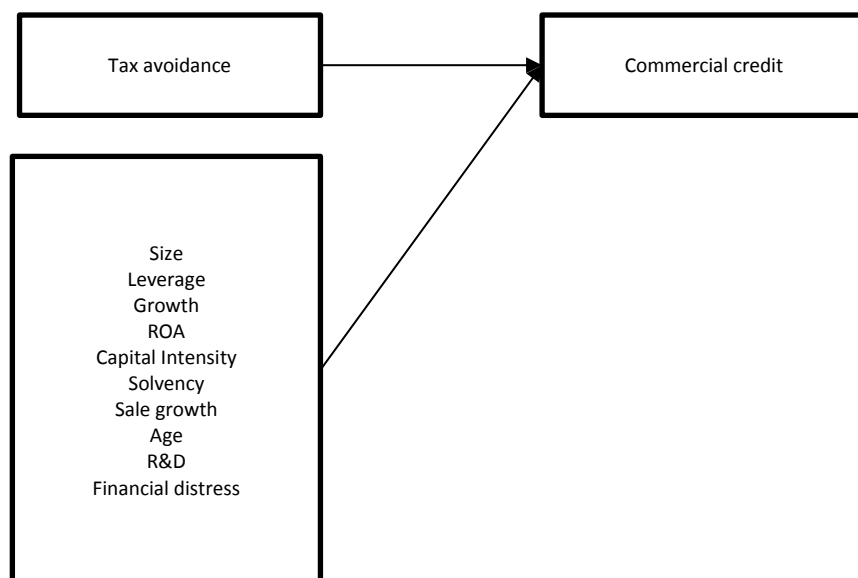 Tax avoidance
Commercial credit
Size
Leverage
Growth
ROA
Capital Intensity
Solvency
Sale growth
Age
R&D
Financial distress